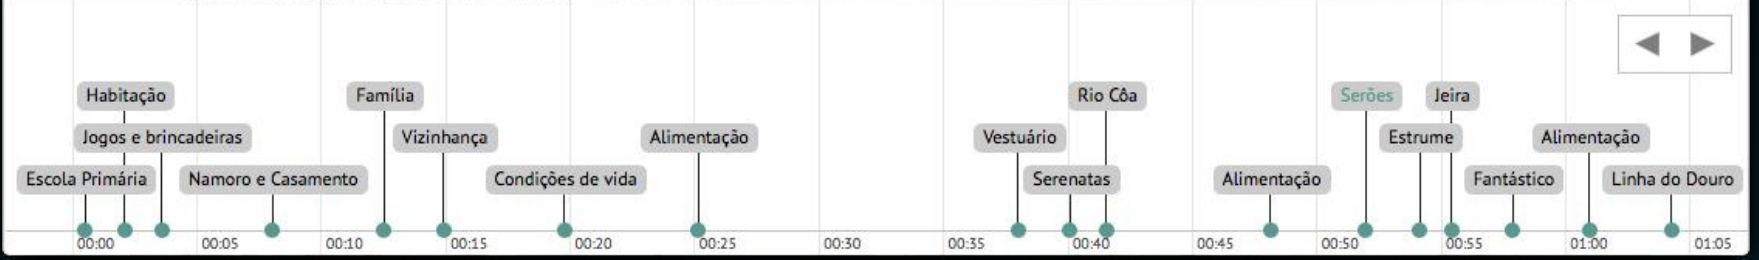 Habitação Família Rio Côa Serões Jeira
Jogos e brincadeiras Vizinhança Alimentação Vestuário Estrume Alimentação
Escola Primária Namoro e Casamento Condições de vida Serenatas Alimentação Fantástico Linha do Douro
00:00 00:05 00:10 00:15 00:20 00:25 00:30 00:35 00:40 00:45 00:50 00:55 01:00 01:05